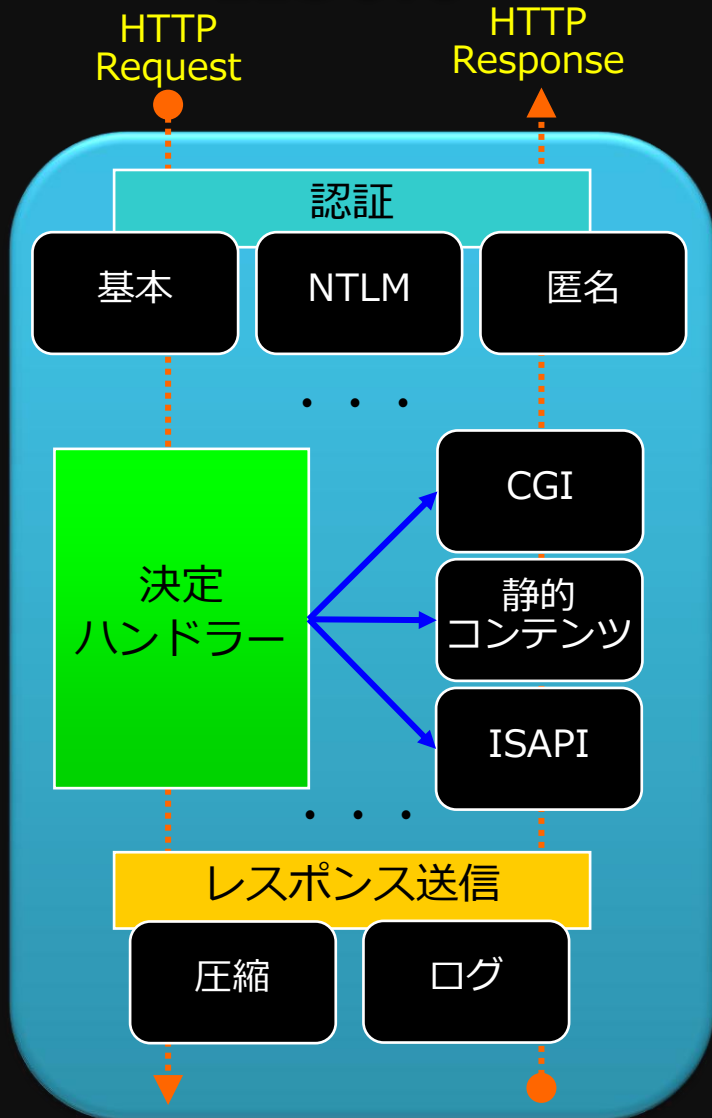 HTTP
Request
HTTP
Response
認証
基本
NTLM
匿名
・・・
決定
ハンドラー
CGI
静的
コンテンツ
ISAPI
・・・
レスポンス送信
圧縮
ログ